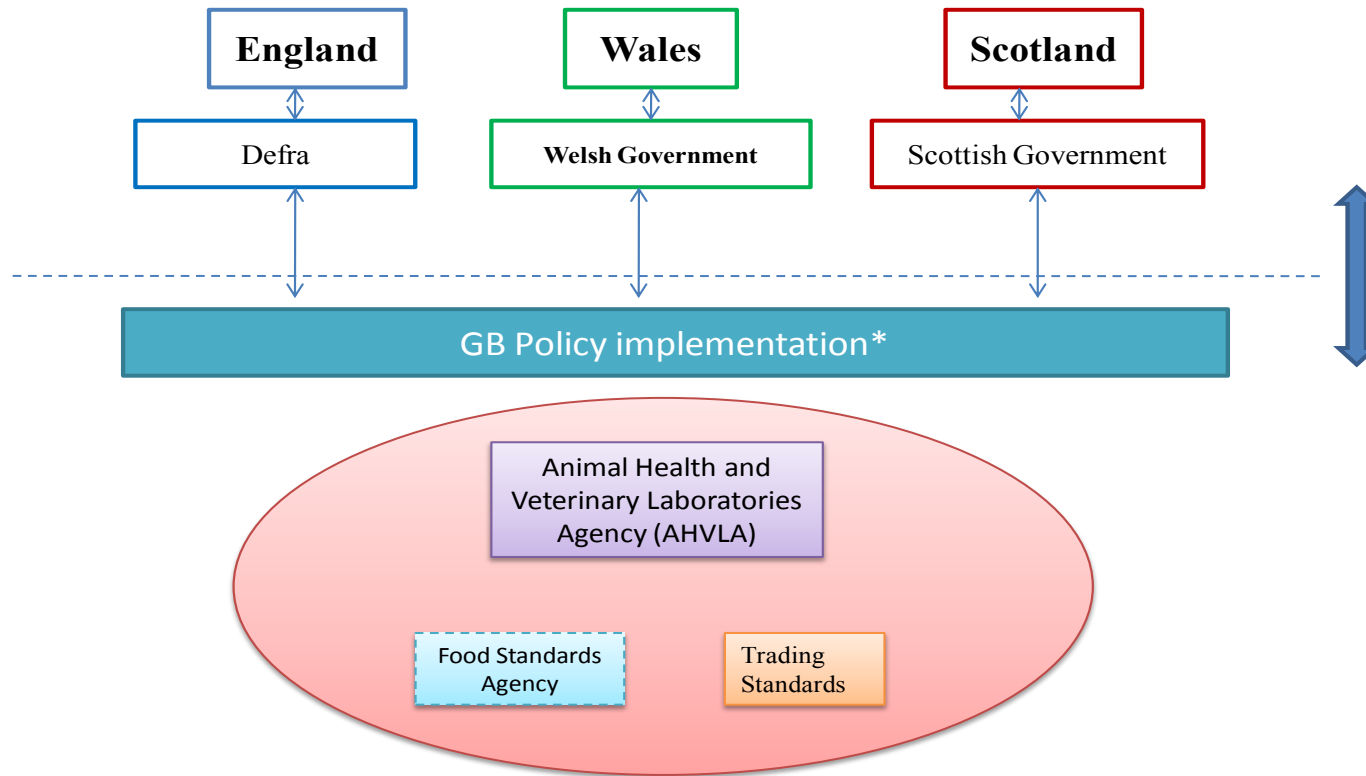 England
Wales
Scotland
Defra
Welsh Government
Scottish Government
GB Policy implementation*
Animal Health and
Veterinary Laboratories
Agency (AHVLA)
Food Standards
Agency
Trading
Standards